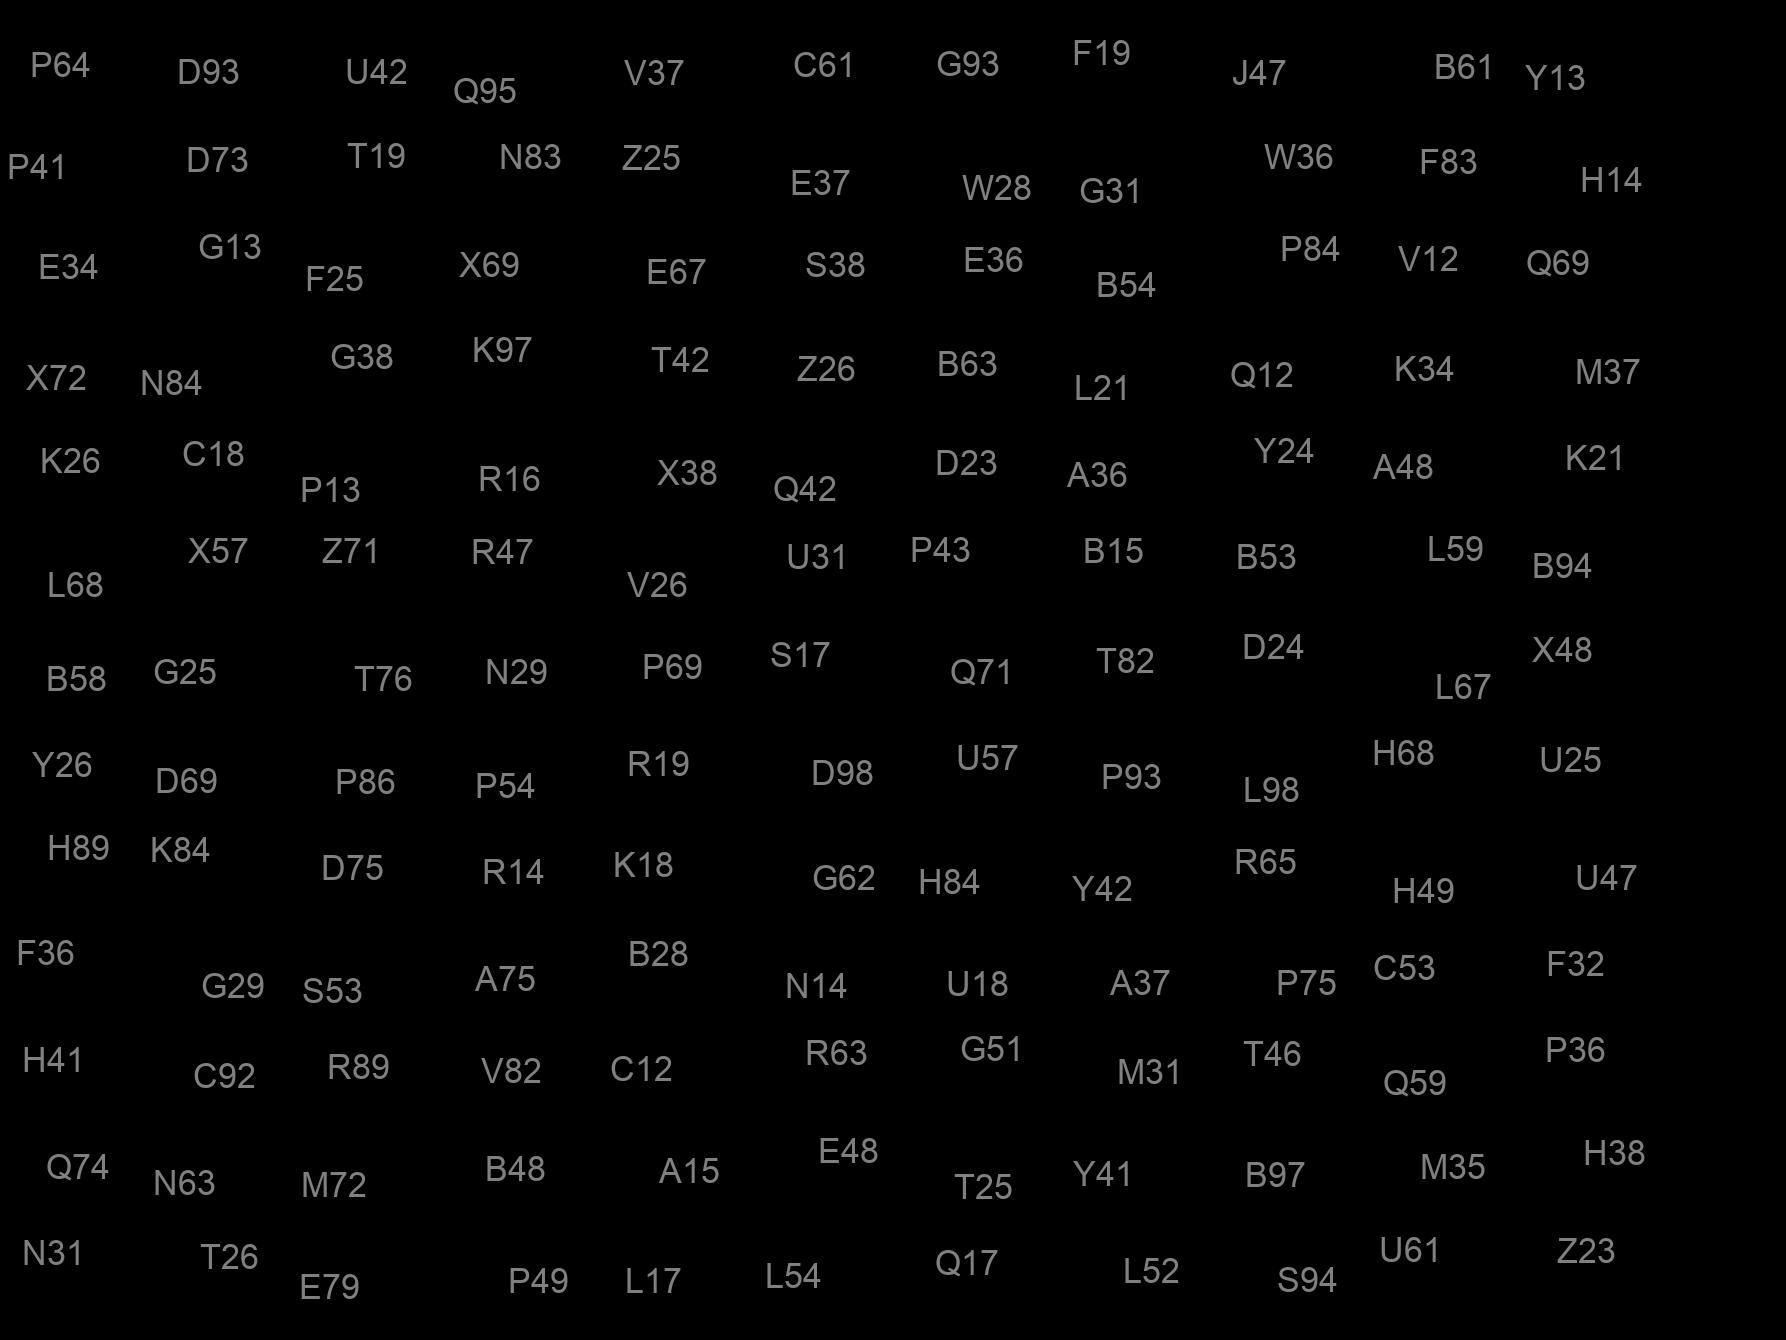 P64 D93 U42 Q95 V37 C61 G93 F19 J47 B61 Y13
P41 D73 T19 N83 Z25 E37 W28 G31 W36 F83 H14
E34 G13 F25 X69 E67 S38 E36 B54 P84 V12 Q69
X72 N84 G38 K97 T42 Z26 B63 L21 Q12 K34 M37
K26 C18 P13 R16 X38 Q42 D23 A36 Y24 A48 K21
L68 X57 Z71 R47 V26 U31 P43 B15 B53 L59 B94
B58 G25 T76 N29 P69 S17 Q71 T82 D24 L67 X48
Y26 D69 P86 P54 R19 D98 U57 P93 L98 H68 U25
H89 K84 D75 R14 K18 G62 H84 Y42 R65 H49 U47
F36 G29 S53 A75 B28 N14 U18 A37 P75 C53 F32
H41 C92 R89 V82 C12 R63 G51 M31 T46 Q59 P36
Q74 N63 M72 B48 A15 E48 T25 Y41 B97 M35 H38
N31 T26 E79 P49 L17 L54 Q17 L52 S94 U61 Z23